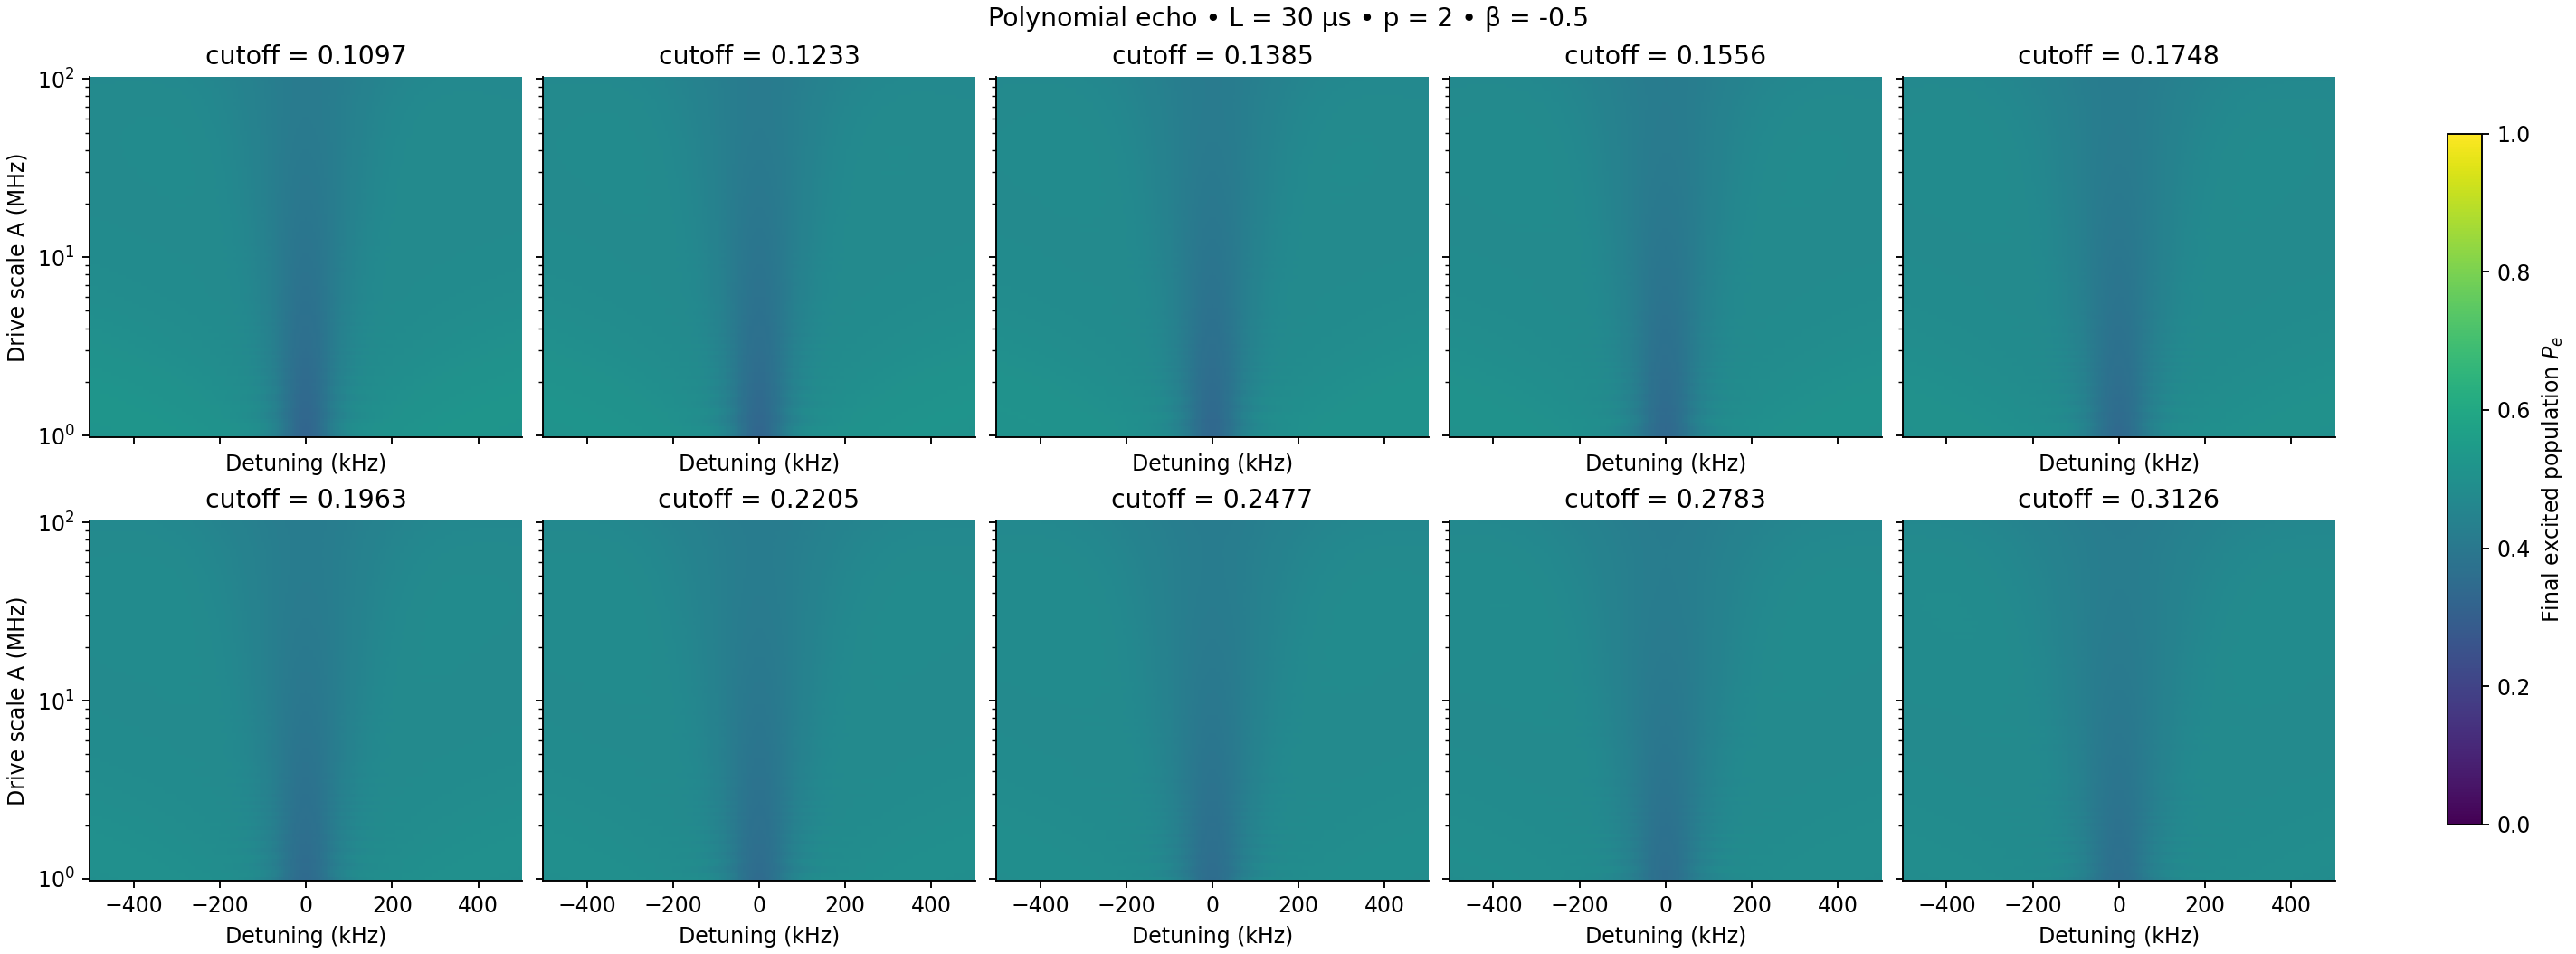 Polynomial echo • L = 30 μs • p = 2 • β = -0.5
cutoff = 0.1097 cutoff = 0.1233 cutoff = 0.1385 cutoff = 0.1556 cutoff = 0.1748
10² 10¹ 10⁰
Drive scale A (MHz)
Detuning (kHz) Detuning (kHz) Detuning (kHz) Detuning (kHz) Detuning (kHz)
cutoff = 0.1963 cutoff = 0.2205 cutoff = 0.2477 cutoff = 0.2783 cutoff = 0.3126
10² 10¹ 10⁰
Drive scale A (MHz)
−400 −200 0 200 400 −400 −200 0 200 400 −400 −200 0 200 400 −400 −200 0 200 400 −400 −200 0 200 400
Detuning (kHz) Detuning (kHz) Detuning (kHz) Detuning (kHz) Detuning (kHz)
1.0
0.8
0.6
0.4
0.2
0.0
Final excited population Pₑ